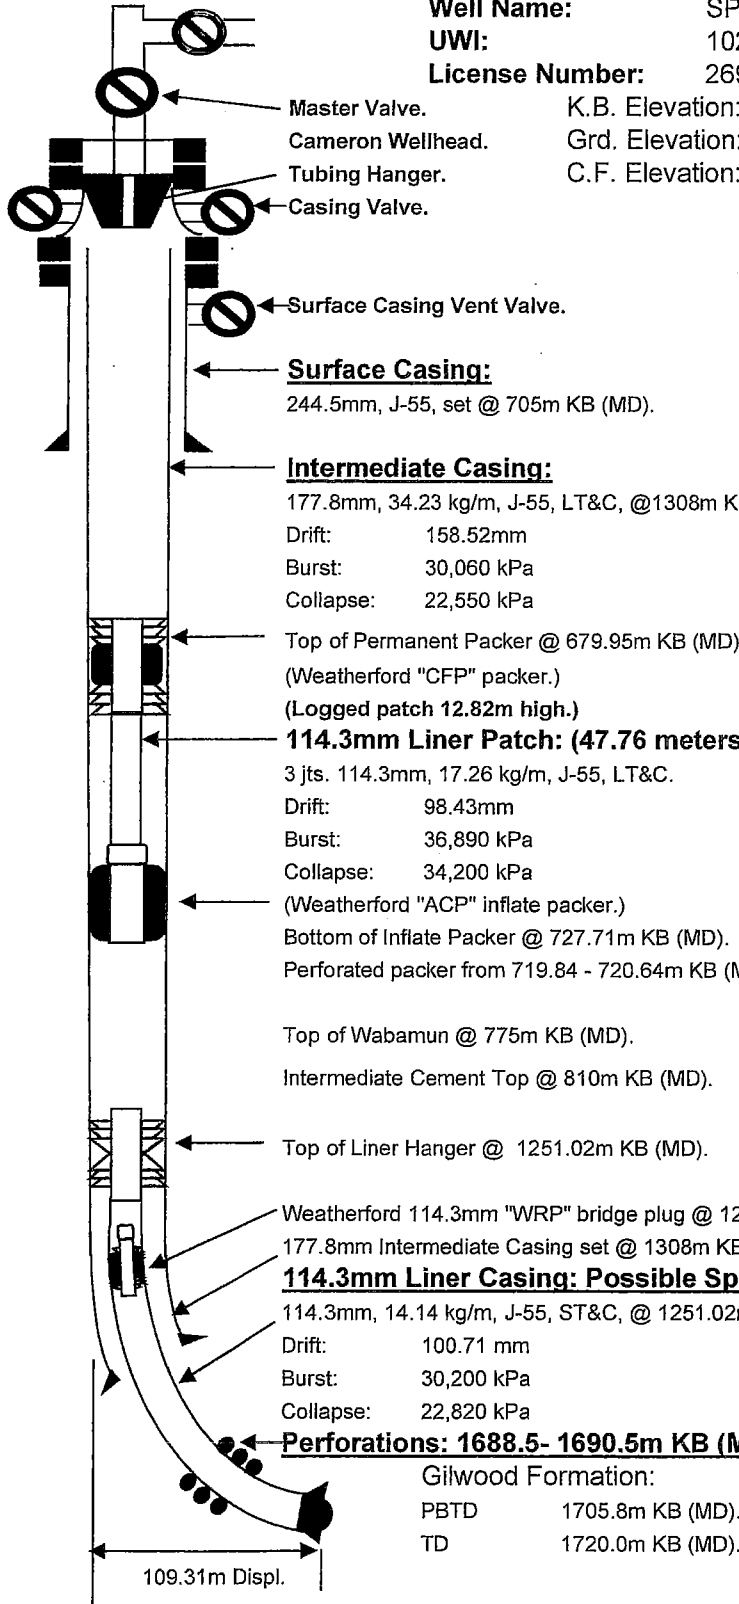 Well Name: SP
UWI: 102
License Number: 269
Master Valve. K.B. Elevation:
Cameron Wellhead. Grd. Elevation:
Tubing Hanger. C.F. Elevation:
Casing Valve.
Surface Casing Vent Valve.
Surface Casing:
244.5mm, J-55, set @ 705m KB (MD).
Intermediate Casing:
177.8mm, 34.23 kg/m, J-55, LT&C, @1308m K
Drift: 158.52mm
Burst: 30,060 kPa
Collapse: 22,550 kPa
Top of Permanent Packer @ 679.95m KB (MD)
(Weatherford "CFP" packer.)
(Logged patch 12.82m high.)
114.3mm Liner Patch: (47.76 meters
3 jts. 114.3mm, 17.26 kg/m, J-55, LT&C.
Drift: 98.43mm
Burst: 36,890 kPa
Collapse: 34,200 kPa
(Weatherford "ACP" inflate packer.)
Bottom of Inflate Packer @ 727.71m KB (MD).
Perforated packer from 719.84 - 720.64m KB (M
Top of Wabamun @ 775m KB (MD).
Intermediate Cement Top @ 810m KB (MD).
Top of Liner Hanger @ 1251.02m KB (MD).
Weatherford 114.3mm "WRP" bridge plug @ 12
177.8mm Intermediate Casing set @ 1308m KB
114.3mm Liner Casing: Possible Sp
114.3mm, 14.14 kg/m, J-55, ST&C, @ 1251.02
Drift: 100.71 mm
Burst: 30,200 kPa
Collapse: 22,820 kPa
Perforations: 1688.5- 1690.5m KB (M
Gilwood Formation:
PBTD 1705.8m KB (MD).
TD 1720.0m KB (MD).
109.31m Displ.